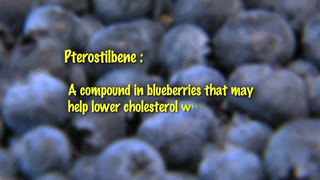 Pterostilbene :
A compound in blueberries that may
help lower cholesterol w